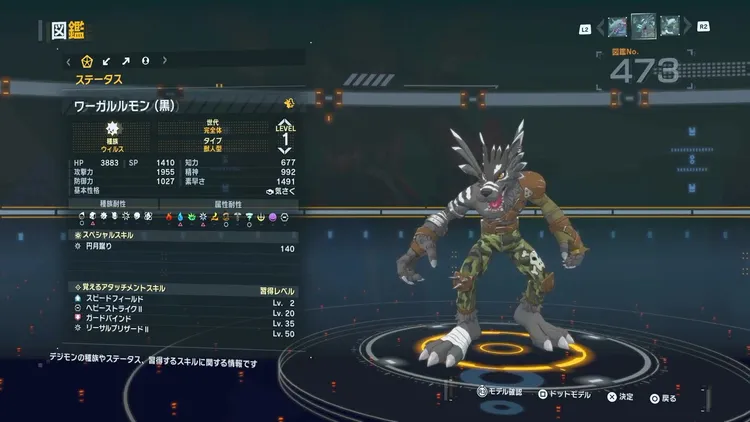 図鑑
L2
R2
図鑑No.
473
ステータス
ワーガルルモン（黒）
種族
ウイルス
世代
完全体
タイプ
獣人型
LEVEL
1
HP 3883 SP 1410 知力 677
攻撃力 1955 精神 992
防御力 1027 素早さ 1491
基本性格 気さく
種族耐性 属性耐性
スペシャルスキル
円月蹴り 140
覚えるアタッチメントスキル 習得レベル
スピードフィールド Lv. 2
ヘビーストライクⅡ Lv. 20
ガードバインド Lv. 35
リーサルブリザードⅡ Lv. 50
デジモンの種族やステータス、習得するスキルに関する情報です
モデル確認 ドットモデル 決定 戻る